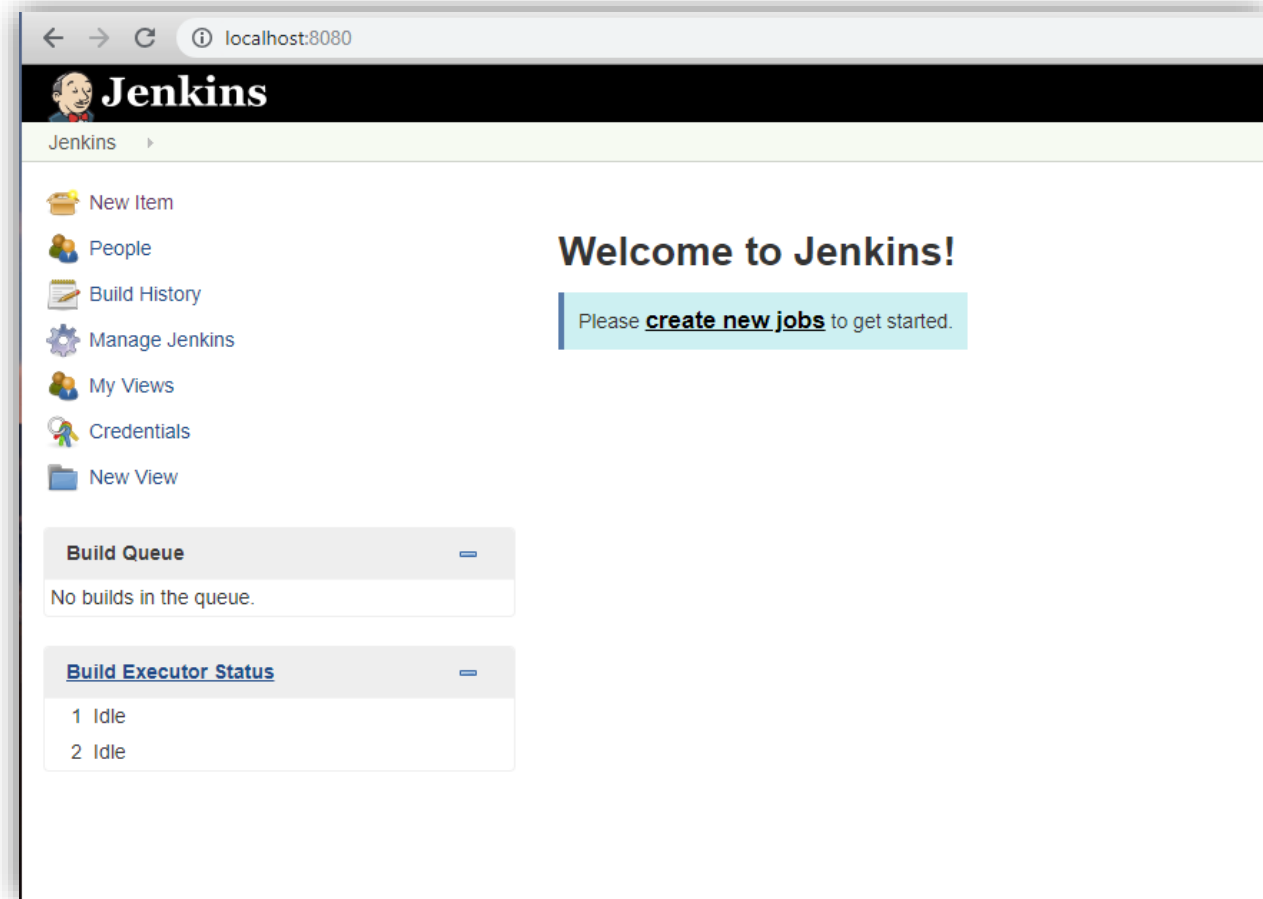 localhost:8080
Jenkins
Jenkins
New Item
People
Build History
Manage Jenkins
My Views
Credentials
New View
Welcome to Jenkins!
Please create new jobs to get started.
Build Queue
No builds in the queue.
Build Executor Status
1 Idle
2 Idle